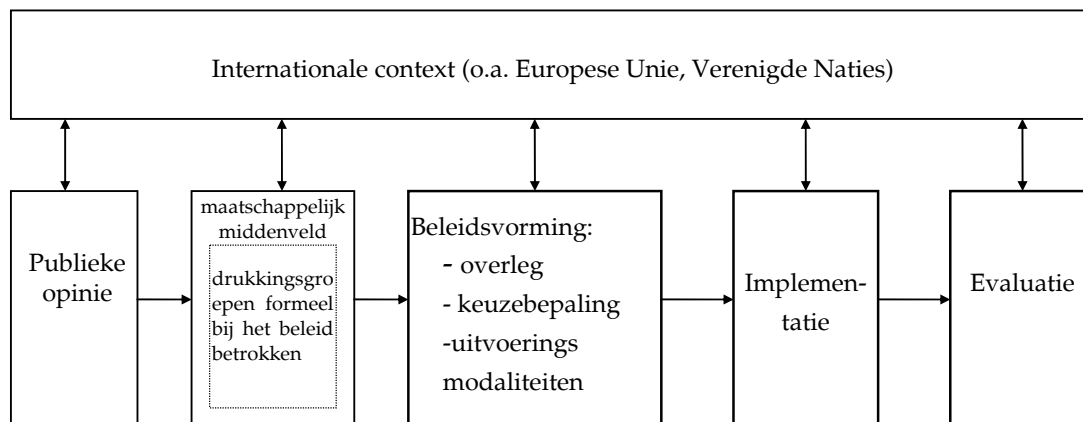 Internationale context (o.a. Europese Unie, Verenigde Naties)
Publieke
opinie
maatschappelijk
middenveld
drukkingsgro
epen formeel
bij het beleid
betrokken
Beleidsvorming:
- overleg
- keuzebepaling
-uitvoerings
modaliteiten
Implemen-
tatie
Evaluatie